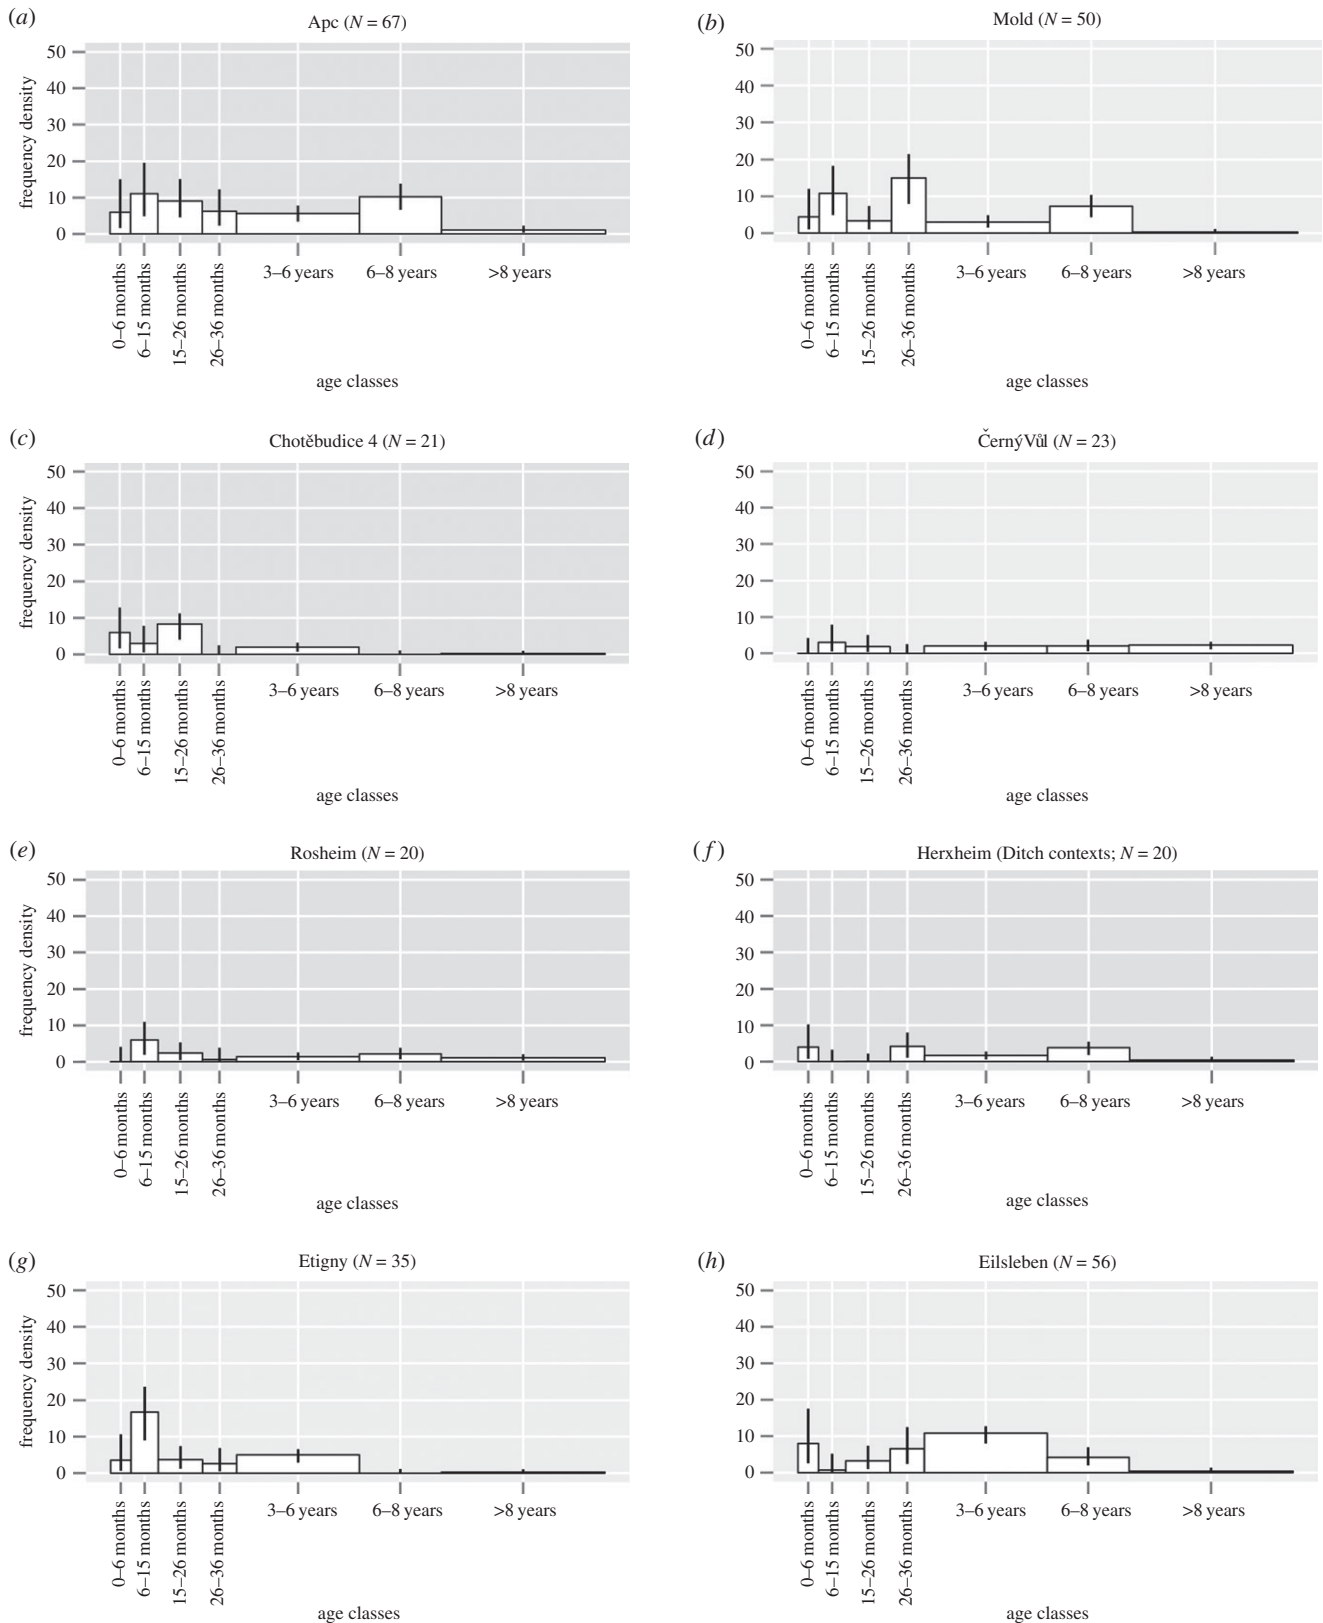 (a)
Apc (N = 67)
frequency density
50
40
30
20
10
0
0–6 months
6–15 months
15–26 months
26–36 months
3–6 years
6–8 years
>8 years
age classes
(b)
Mold (N = 50)
50
40
30
20
10
0
0–6 months
6–15 months
15–26 months
26–36 months
3–6 years
6–8 years
>8 years
age classes
(c)
Chotěbudice 4 (N = 21)
frequency density
50
40
30
20
10
0
0–6 months
6–15 months
15–26 months
26–36 months
3–6 years
6–8 years
>8 years
age classes
(d)
ČernýVůl (N = 23)
50
40
30
20
10
0
0–6 months
6–15 months
15–26 months
26–36 months
3–6 years
6–8 years
>8 years
age classes
(e)
Rosheim (N = 20)
frequency density
50
40
30
20
10
0
0–6 months
6–15 months
15–26 months
26–36 months
3–6 years
6–8 years
>8 years
age classes
(f)
Herxheim (Ditch contexts; N = 20)
50
40
30
20
10
0
0–6 months
6–15 months
15–26 months
26–36 months
3–6 years
6–8 years
>8 years
age classes
(g)
Etigny (N = 35)
frequency density
50
40
30
20
10
0
0–6 months
6–15 months
15–26 months
26–36 months
3–6 years
6–8 years
>8 years
age classes
(h)
Eilsleben (N = 56)
50
40
30
20
10
0
0–6 months
6–15 months
15–26 months
26–36 months
3–6 years
6–8 years
>8 years
age classes